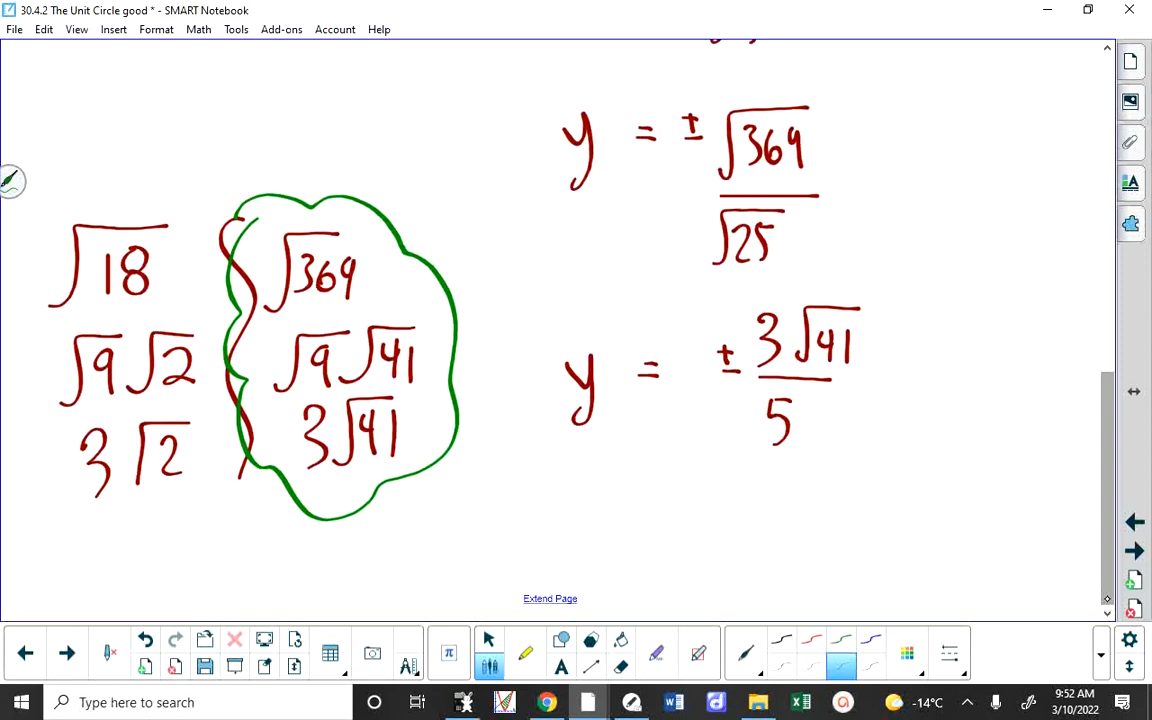 30.4.2 The Unit Circle good * - SMART Notebook
File Edit View Insert Format Math Tools Add-ons Account Help
y = ± √369
√25
√18
√9 √2
3 √2
√369
√9 √41
3 √41
y = ± 3 √41
5
Extend Page
π
A
Type here to search
-14°C
9:52 AM
3/10/2022